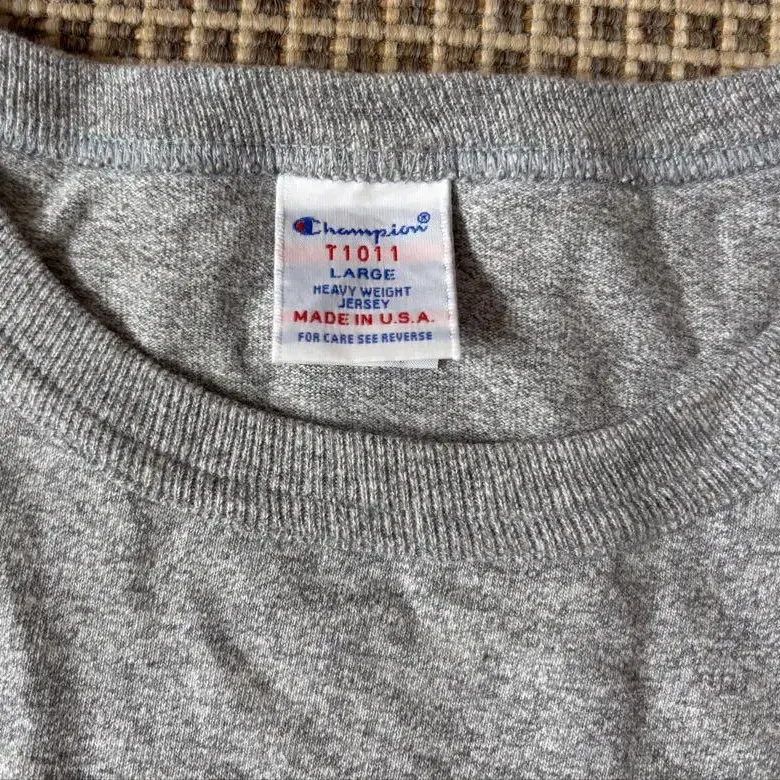 Champion®
T1011
LARGE
HEAVY WEIGHT
JERSEY
MADE IN U.S.A.
FOR CARE SEE REVERSE